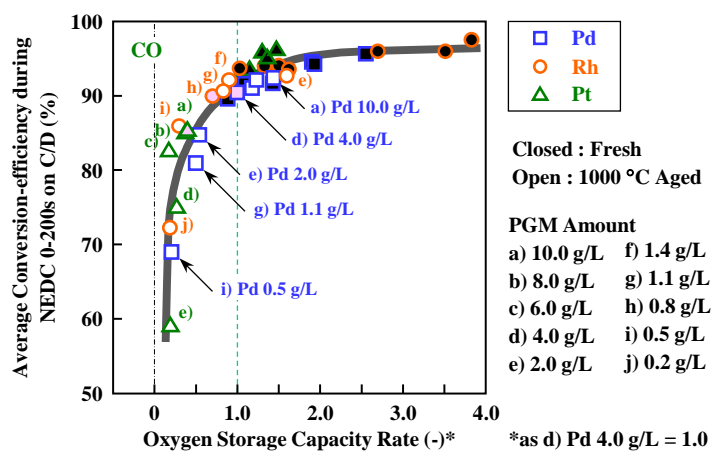 CO
Average Conversion-efficiency during
NEDC 0-200s on C/D (%)
100
90
80
70
60
50
0
1.0
2.0
3.0
4.0
Oxygen Storage Capacity Rate (-)*
f)
g)
h)
i)
a)
b)
c)
d)
j)
e)
e)
a) Pd 10.0 g/L
d) Pd 4.0 g/L
e) Pd 2.0 g/L
g) Pd 1.1 g/L
i) Pd 0.5 g/L
Pd
Rh
Pt
Closed : Fresh
Open : 1000 °C Aged
PGM Amount
a) 10.0 g/L f) 1.4 g/L
b) 8.0 g/L g) 1.1 g/L
c) 6.0 g/L h) 0.8 g/L
d) 4.0 g/L i) 0.5 g/L
e) 2.0 g/L j) 0.2 g/L
*as d) Pd 4.0 g/L = 1.0